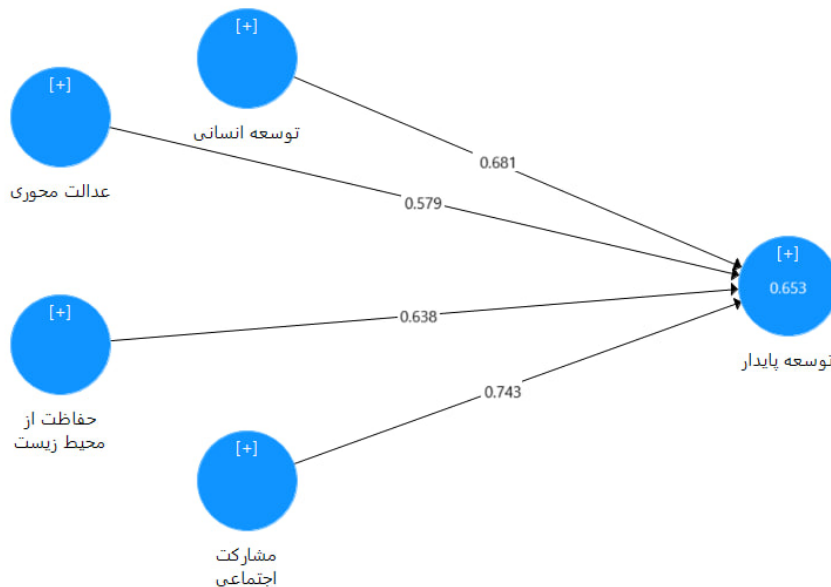 [+]
توسعه انسانی
[+]
عدالت محوری
0.681
0.579
[+]
0.653
توسعه پایدار
[+]
حفاظت از
محیط زیست
0.638
0.743
[+]
مشارکت
اجتماعی